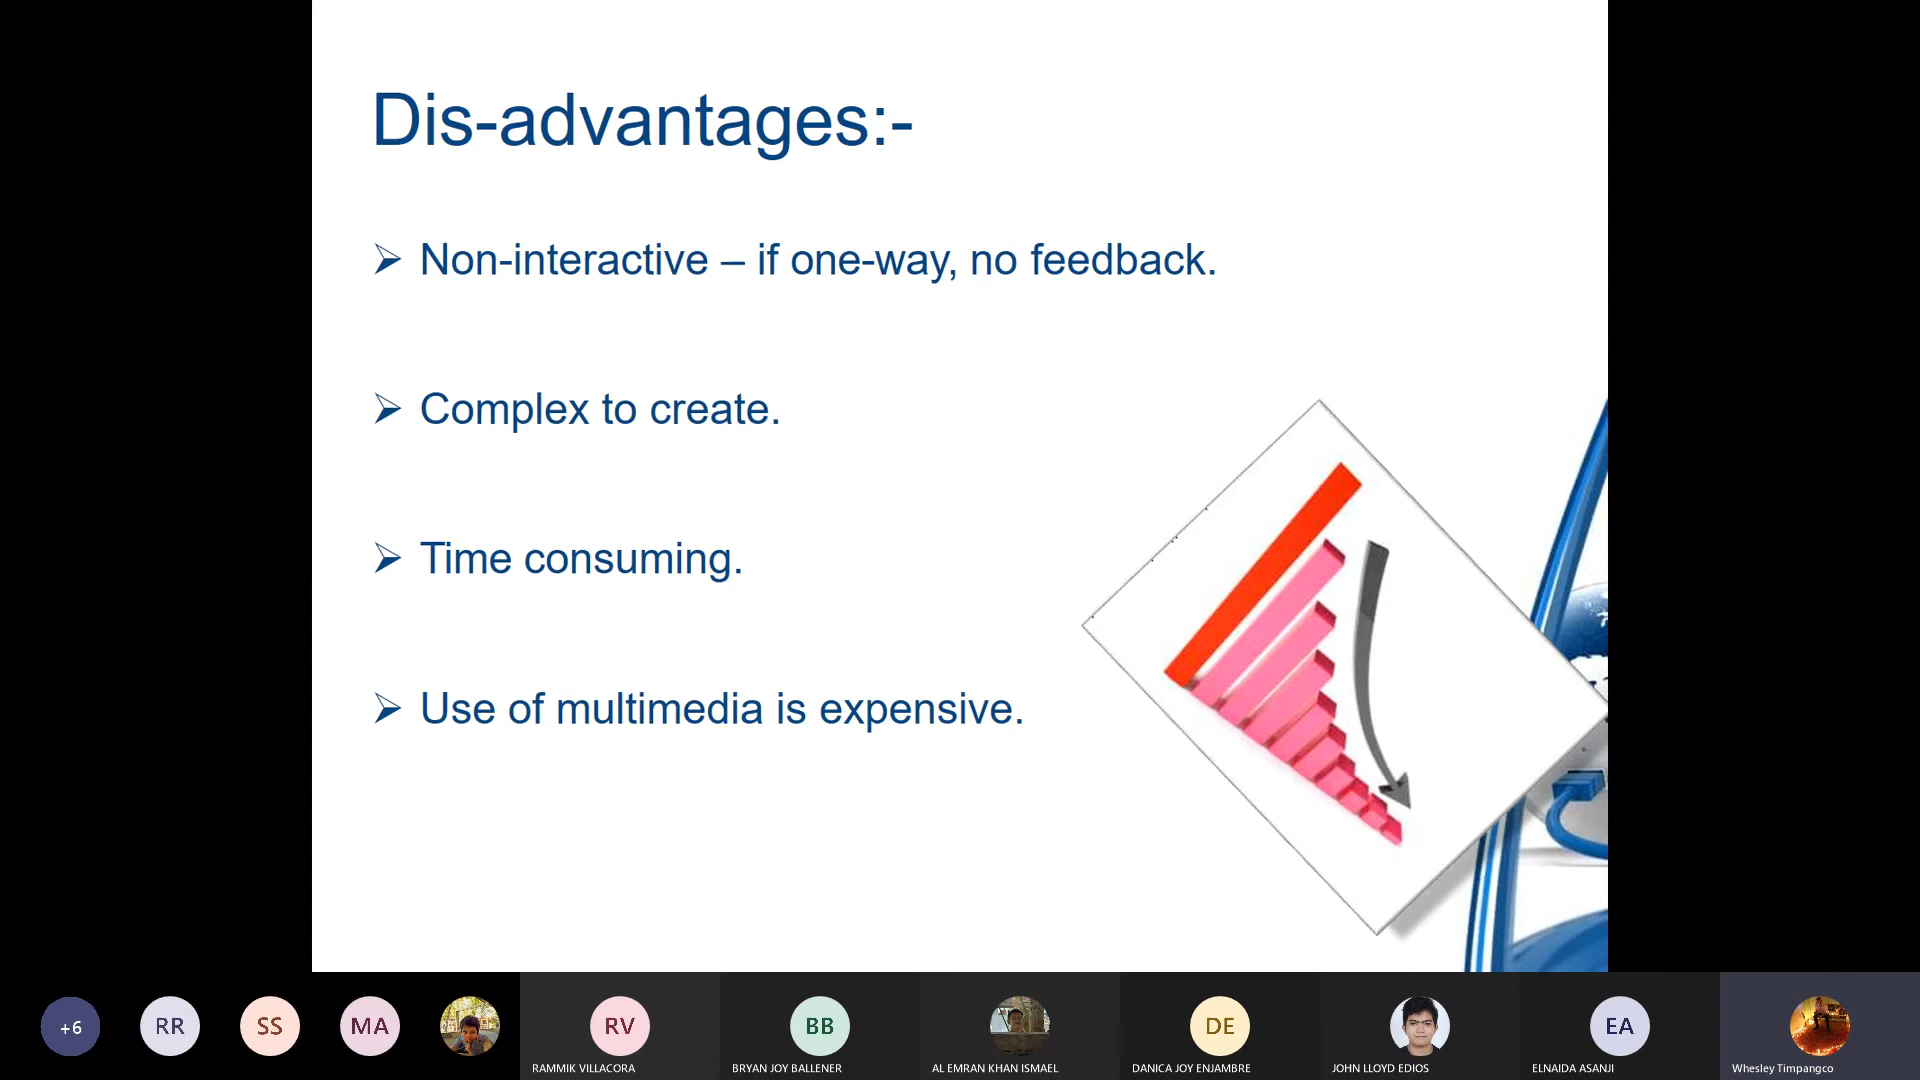 Dis-advantages:-
➢ Non-interactive – if one-way, no feedback.
➢ Complex to create.
➢ Time consuming.
➢ Use of multimedia is expensive.
+6
RR
SS
MA
RV
BB
DE
EA
RAMMIK VILLACORA
BRYAN JOY BALLENER
AL EMRAN KHAN ISMAEL
DANICA JOY ENJAMBRE
JOHN LLOYD EDIOS
ELNAIDA ASANJI
Whesley Timpangco